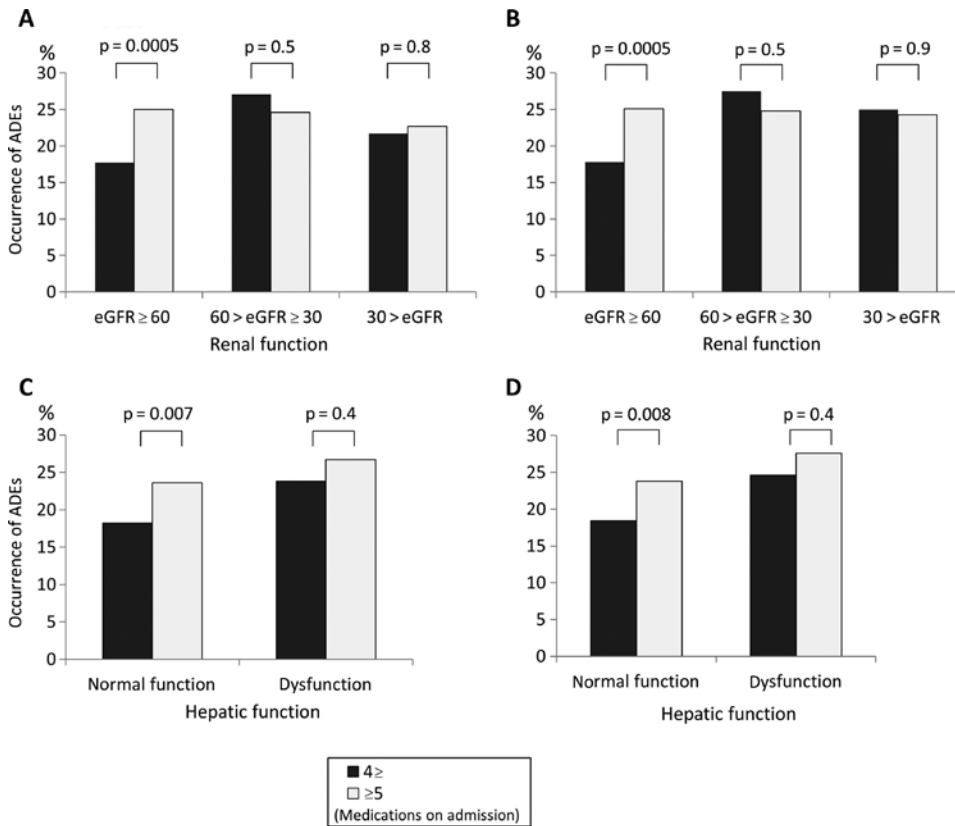 A
%
p = 0.0005
p = 0.5
p = 0.8
30
25
20
15
10
5
0
Occurrence of ADEs
eGFR ≥ 60
60 > eGFR ≥ 30
30 > eGFR
Renal function
B
%
p = 0.0005
p = 0.5
p = 0.9
30
25
20
15
10
5
0
eGFR ≥ 60
60 > eGFR ≥ 30
30 > eGFR
Renal function
C
%
p = 0.007
p = 0.4
30
25
20
15
10
5
0
Occurrence of ADEs
Normal function
Dysfunction
Hepatic function
D
%
p = 0.008
p = 0.4
30
25
20
15
10
5
0
Normal function
Dysfunction
Hepatic function
4≥
≥5
(Medications on admission)